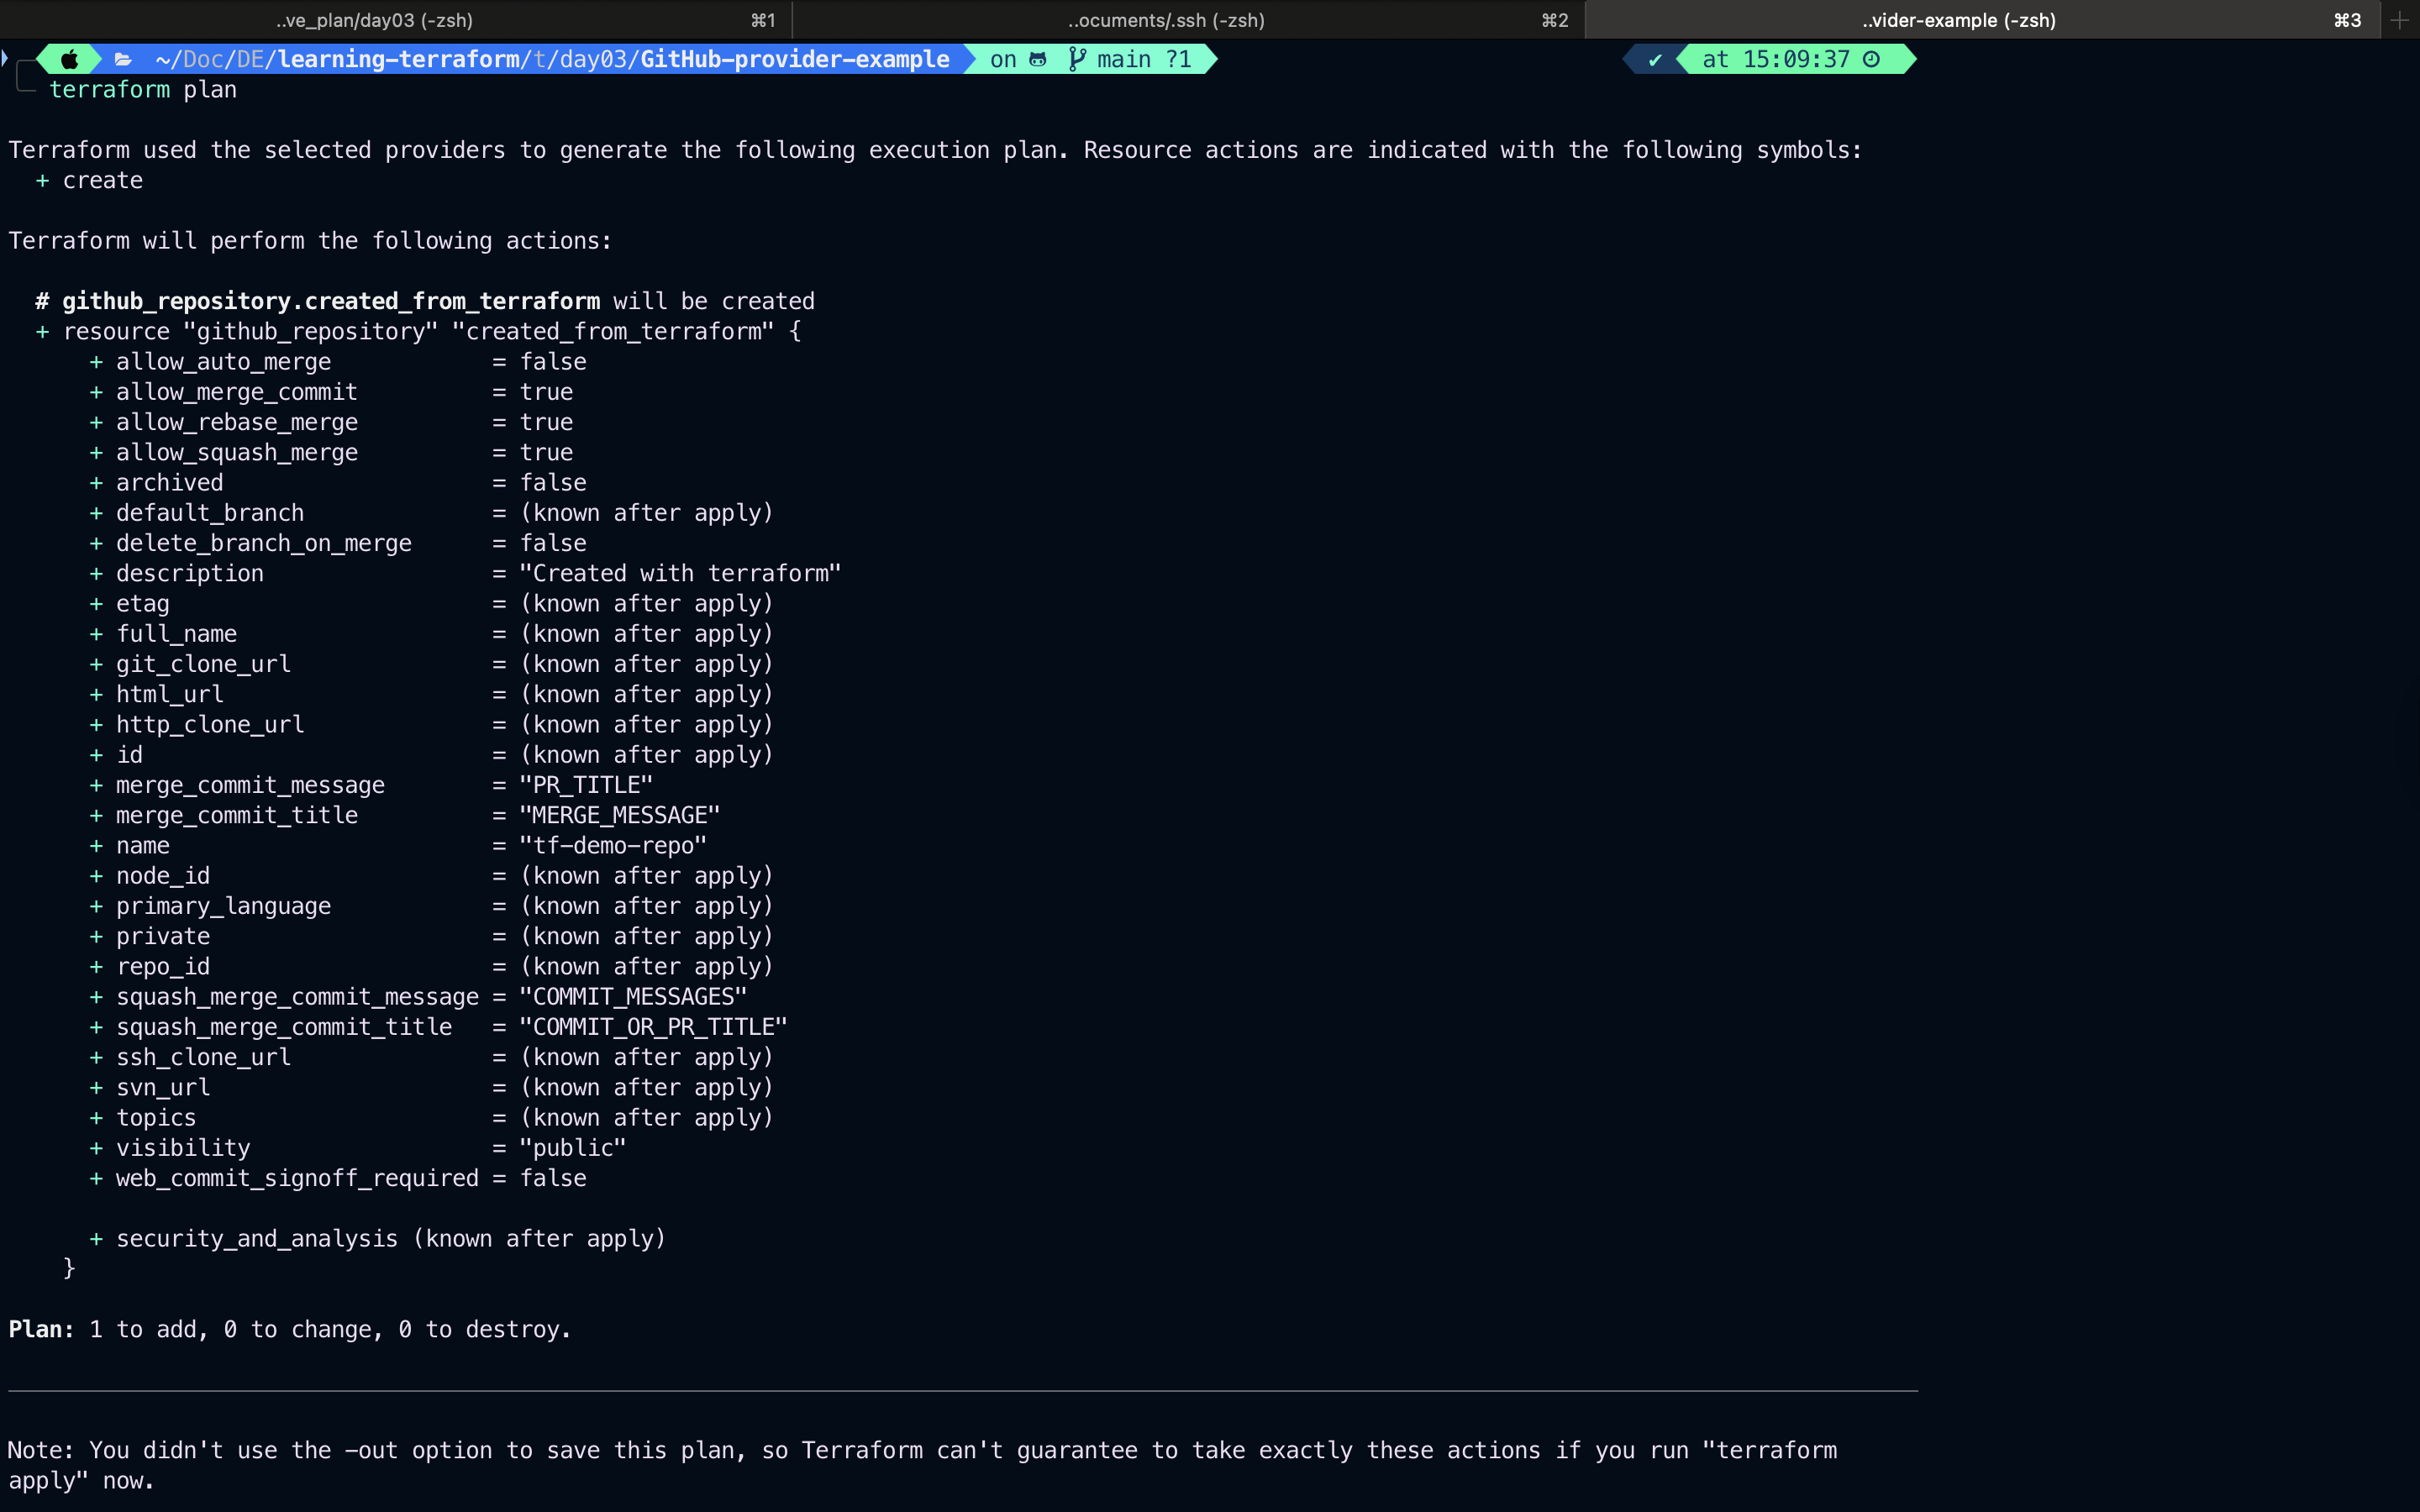 ..ve_plan/day03 (-zsh) ⌘1 ..ocuments/.ssh (-zsh) ⌘2 ..vider-example (-zsh) ⌘3 +
~/Doc/DE/learning-terraform/t/day03/GitHub-provider-example on main ?1 ✔ at 15:09:37
terraform plan
Terraform used the selected providers to generate the following execution plan. Resource actions are indicated with the following symbols:
+ create
Terraform will perform the following actions:
# github_repository.created_from_terraform will be created
+ resource "github_repository" "created_from_terraform" {
+ allow_auto_merge = false
+ allow_merge_commit = true
+ allow_rebase_merge = true
+ allow_squash_merge = true
+ archived = false
+ default_branch = (known after apply)
+ delete_branch_on_merge = false
+ description = "Created with terraform"
+ etag = (known after apply)
+ full_name = (known after apply)
+ git_clone_url = (known after apply)
+ html_url = (known after apply)
+ http_clone_url = (known after apply)
+ id = (known after apply)
+ merge_commit_message = "PR_TITLE"
+ merge_commit_title = "MERGE_MESSAGE"
+ name = "tf-demo-repo"
+ node_id = (known after apply)
+ primary_language = (known after apply)
+ private = (known after apply)
+ repo_id = (known after apply)
+ squash_merge_commit_message = "COMMIT_MESSAGES"
+ squash_merge_commit_title = "COMMIT_OR_PR_TITLE"
+ ssh_clone_url = (known after apply)
+ svn_url = (known after apply)
+ topics = (known after apply)
+ visibility = "public"
+ web_commit_signoff_required = false
+ security_and_analysis (known after apply)
}
Plan: 1 to add, 0 to change, 0 to destroy.
Note: You didn't use the -out option to save this plan, so Terraform can't guarantee to take exactly these actions if you run "terraform
apply" now.